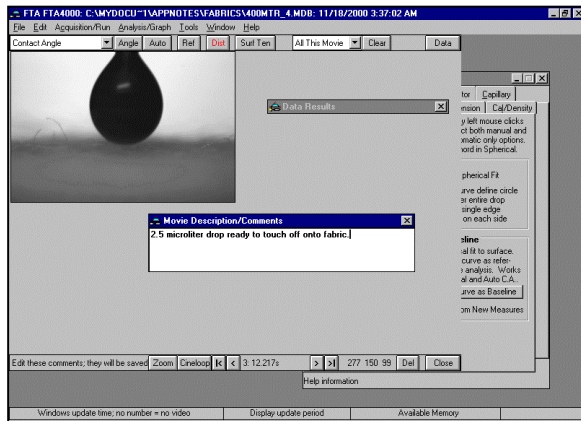 FTA FTA4000: C:\MYDOCU~1\APPNOTES\FABRICS\400MTR_4.MDB: 11/18/2000 3:37:02 AM
File Edit Acquisition/Run Analysis/Graph Tools Window Help
Contact Angle Angle Auto Ref Dist Surf Ten All This Movie Clear Data
Data Results
tor Capillary
ension Cal/Density
y left mouse clicks
ct both manual and
omatic only options.
nord in Spherical.
pherical Fit
urve define circle
er entire drop
single edge
on each side
Movie Description/Comments
2.5 microliter drop ready to touch off onto fabric.
eline
cal fit to surface.
curve as refer-
e analysis. Works
al and Auto C.A..
urve as Baseline
om New Measures
Edit these comments; they will be saved Zoom Cineloop |< < 3: 12.217s > >| 277 150 99 Del Close
Help information
Windows update time; no number = no video Display update period Available Memory